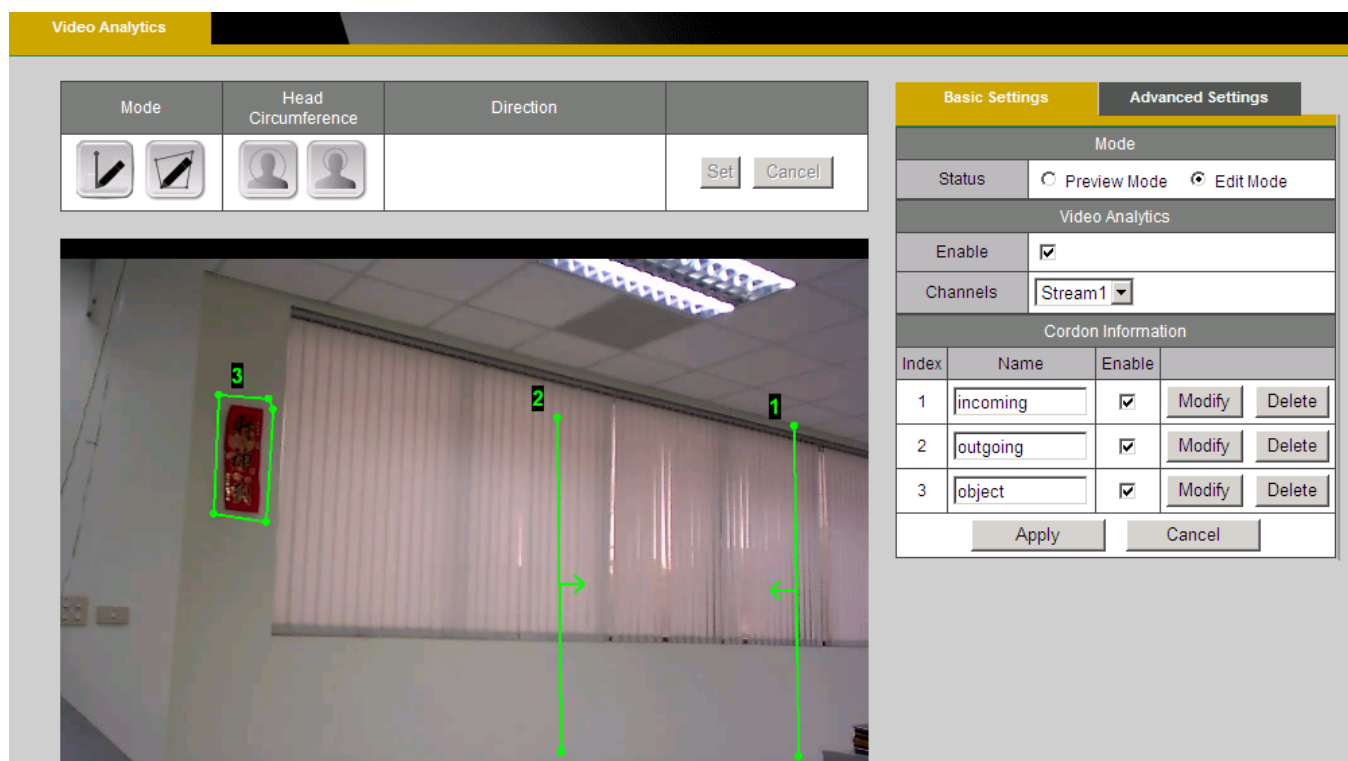 Video Analytics
Mode Head Circumference Direction
Set Cancel
Basic Settings Advanced Settings
Mode
Status Preview Mode Edit Mode
Video Analytics
Enable
Channels Stream1
Cordon Information
Index Name Enable
1 incoming Modify Delete
2 outgoing Modify Delete
3 object Modify Delete
Apply Cancel
3
2
1